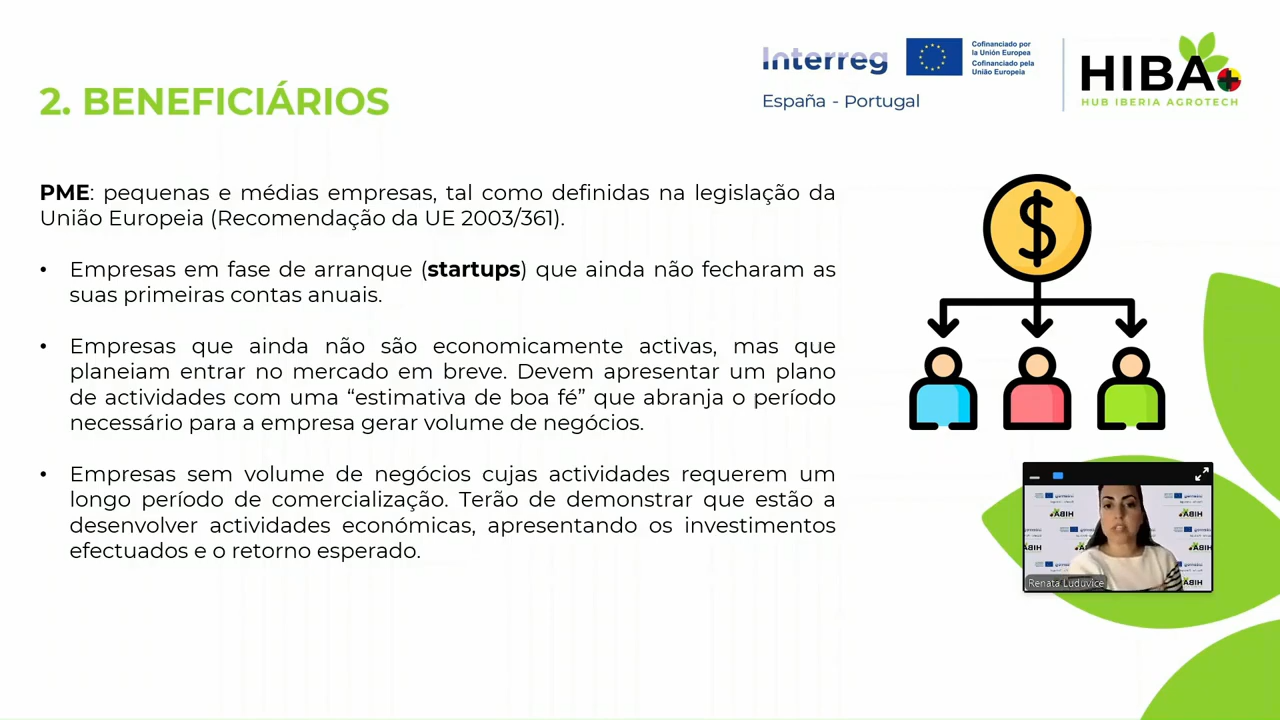 Interreg
Cofinanciado por
la Unión Europea
Cofinanciado pela
União Europeia
España - Portugal
HIBA
HUB IBERIA AGROTECH
2. BENEFICIÁRIOS
PME: pequenas e médias empresas, tal como definidas na legislação da
União Europeia (Recomendação da UE 2003/361).
• Empresas em fase de arranque (startups) que ainda não fecharam as
suas primeiras contas anuais.
• Empresas que ainda não são economicamente activas, mas que
planeiam entrar no mercado em breve. Devem apresentar um plano
de actividades com uma “estimativa de boa fé” que abranja o período
necessário para a empresa gerar volume de negócios.
• Empresas sem volume de negócios cujas actividades requerem um
longo período de comercialização. Terão de demonstrar que estão a
desenvolver actividades económicas, apresentando os investimentos
efectuados e o retorno esperado.
Renata Luduvice